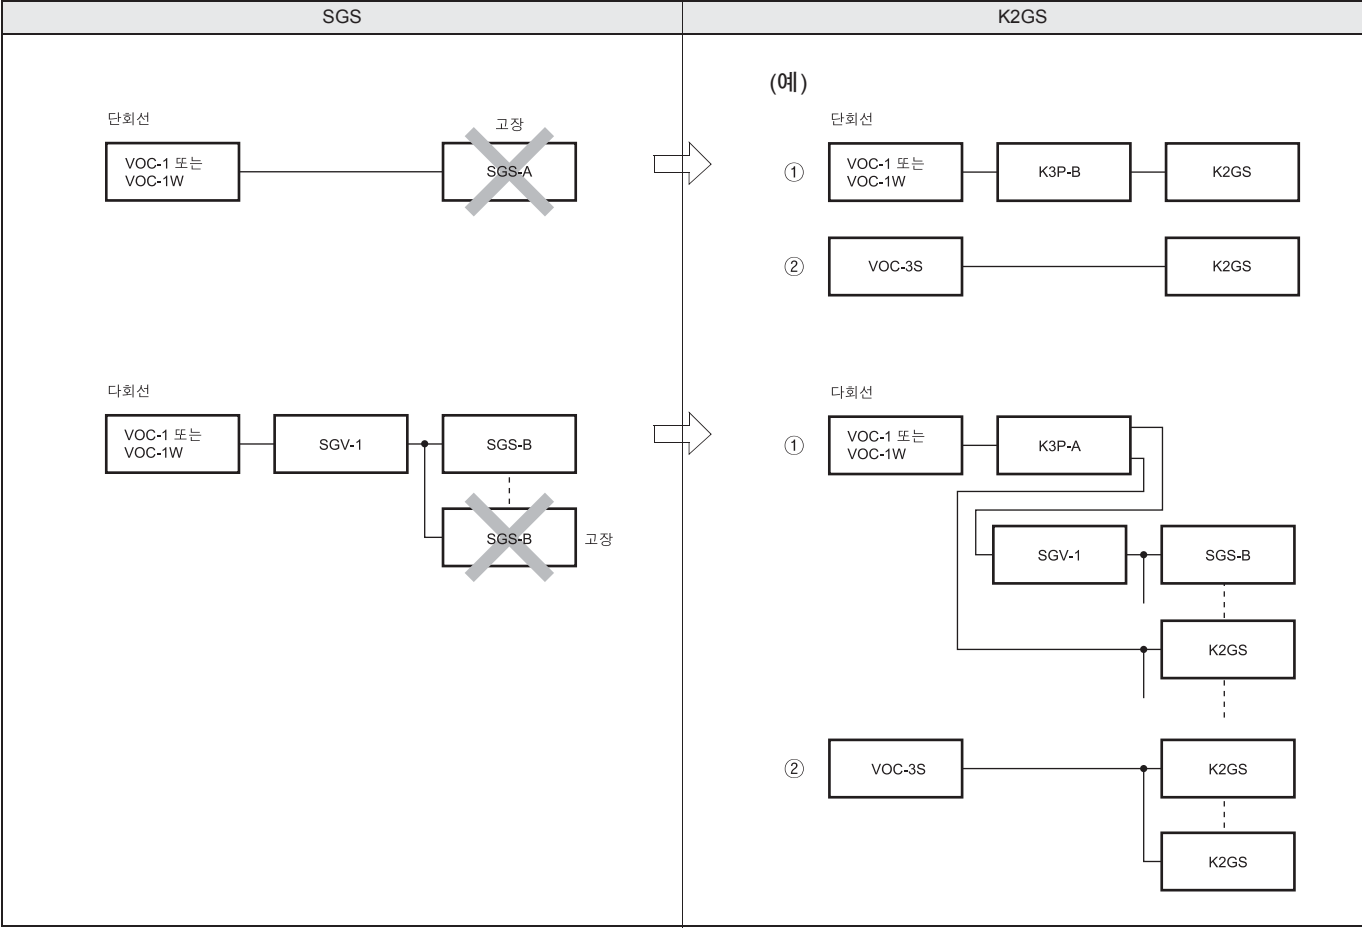 SGS
K2GS
단회선
고장
VOC-1 또는
VOC-1W
SGS-A
다회선
VOC-1 또는
VOC-1W
SGV-1
SGS-B
SGS-B
고장
(예)
단회선
①
VOC-1 또는
VOC-1W
K3P-B
K2GS
②
VOC-3S
K2GS
다회선
①
VOC-1 또는
VOC-1W
K3P-A
SGV-1
SGS-B
K2GS
②
VOC-3S
K2GS
K2GS